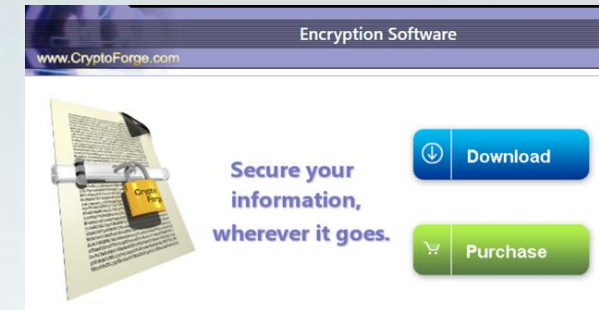 Encryption Software
www.CryptoForge.com
Secure your
information,
wherever it goes.
Download
Purchase
Crypto
Forge